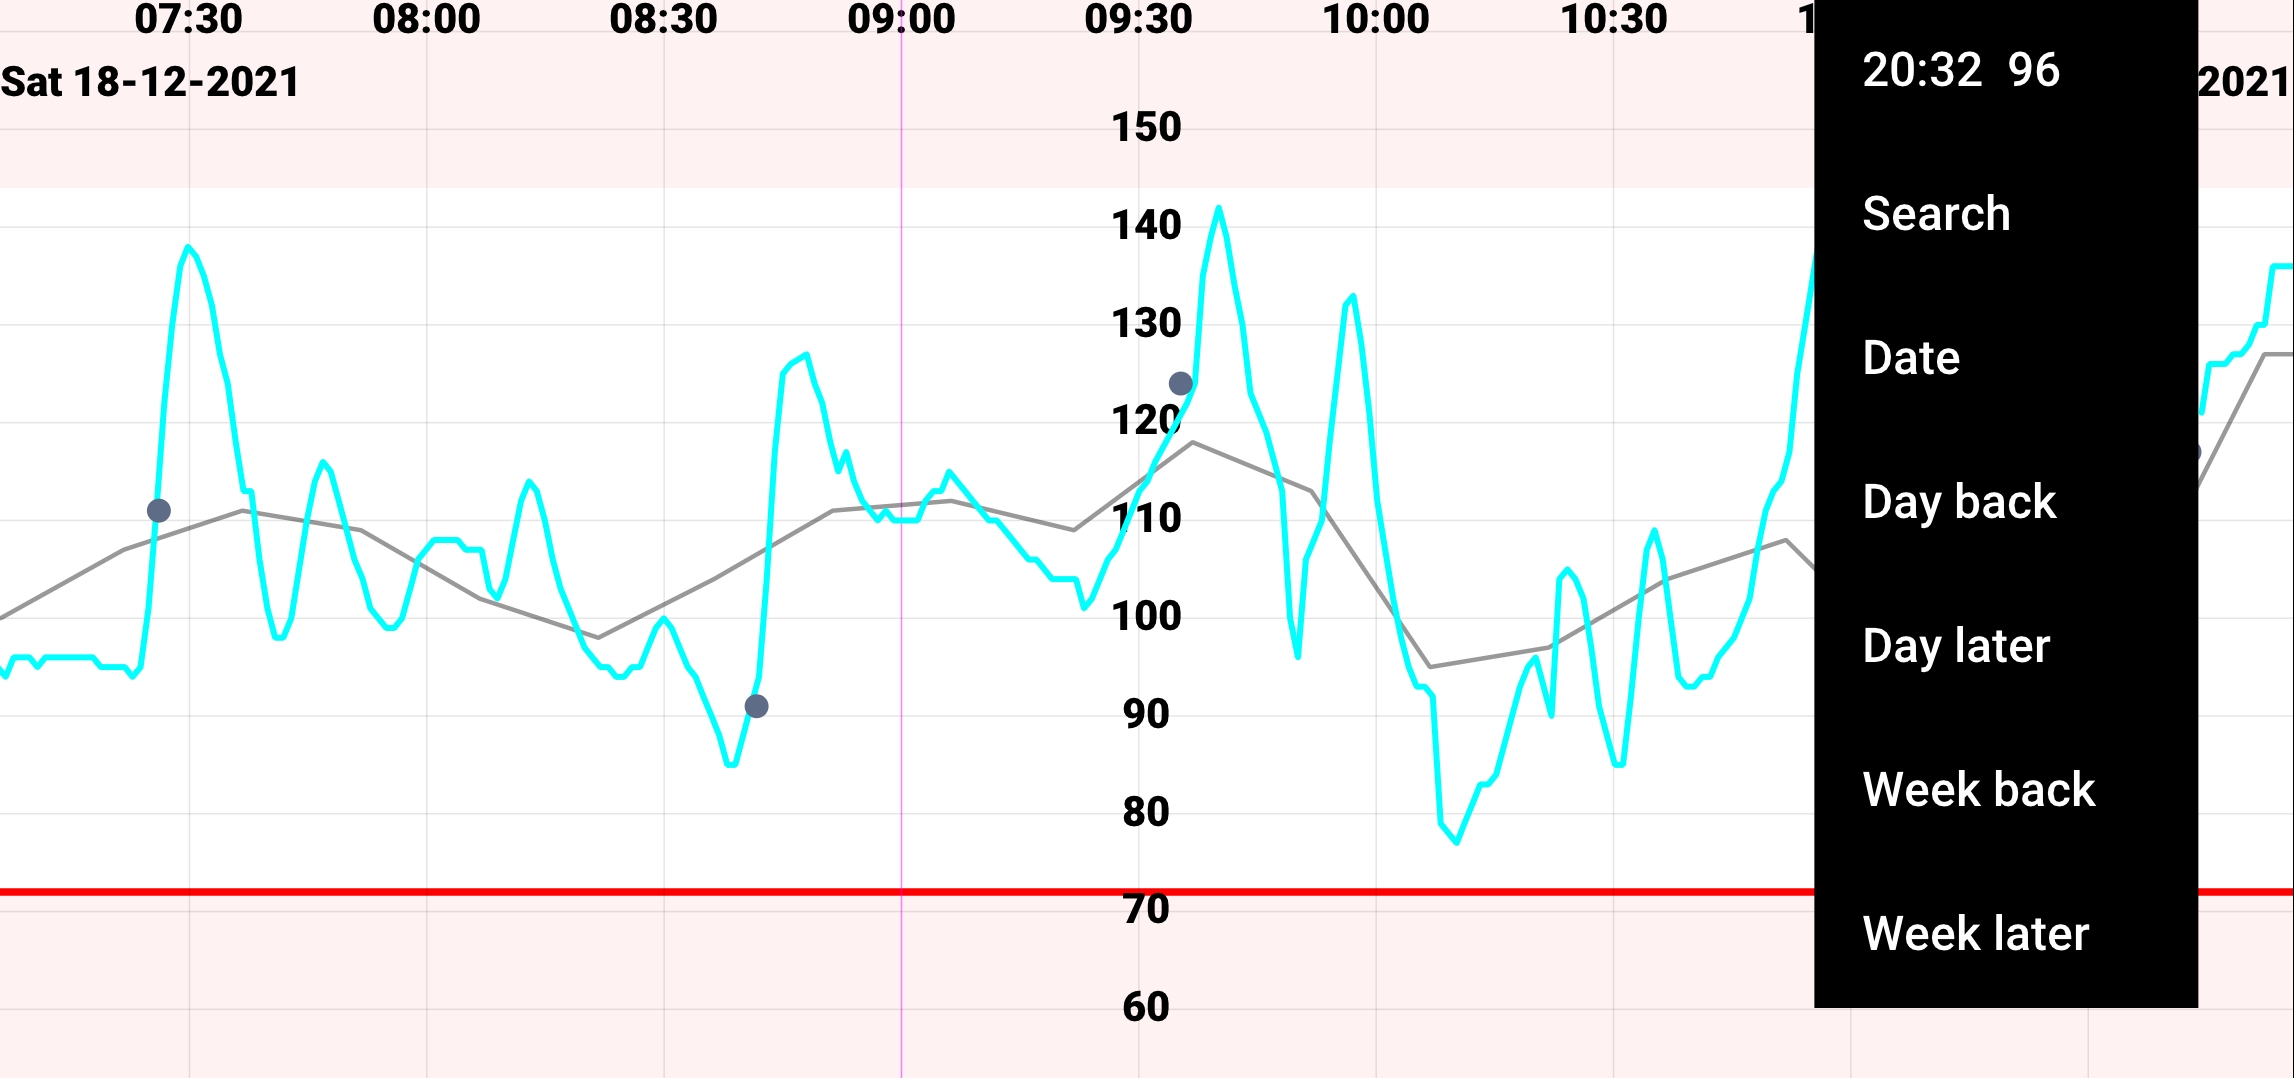 07:30 08:00 08:30 09:00 09:30 10:00 10:30 1
Sat 18-12-2021
2021
150
140
130
120
110
100
90
80
70
60
20:32 96
Search
Date
Day back
Day later
Week back
Week later